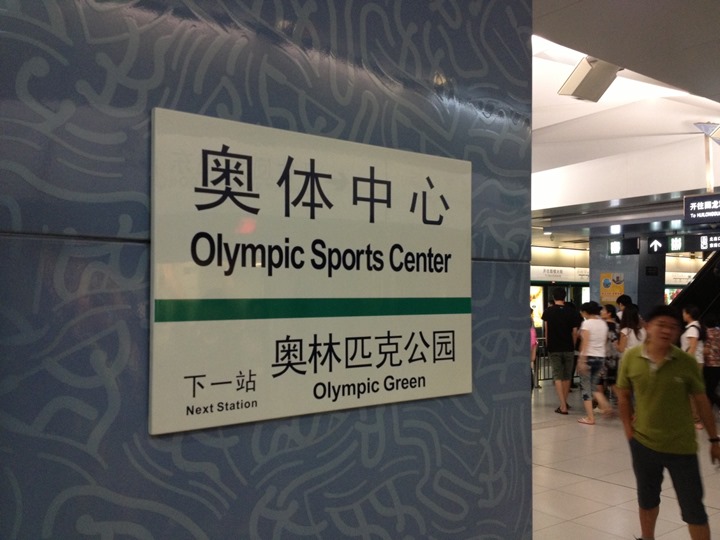 奥体中心
Olympic Sports Center
奥林匹克公园
下一站
Olympic Green
Next Station